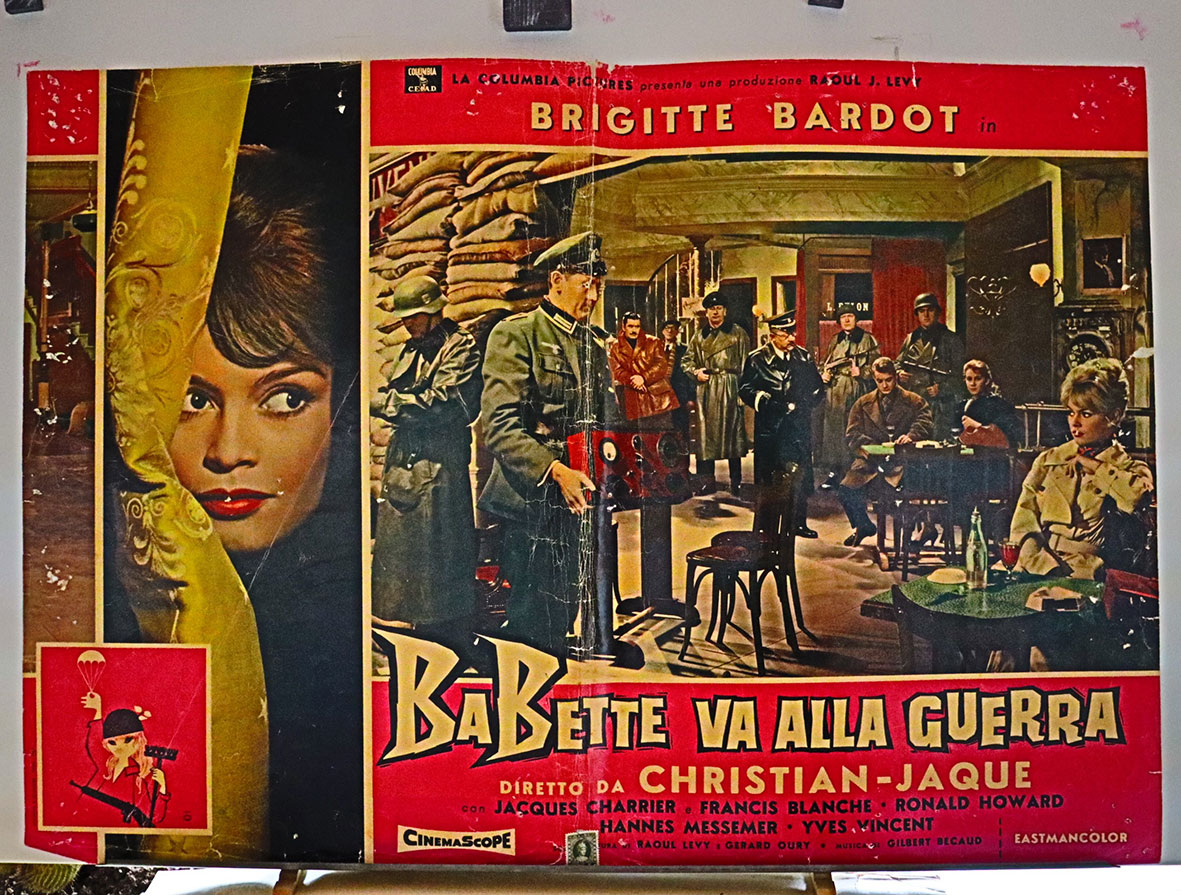 COLUMBIA
C.E.I.A.D.
LA COLUMBIA PICTURES presenta una produzione RAOUL J. LEVY
BRIGITTE BARDOT in
BABETTE VA ALLA GUERRA
DIRETTO DA CHRISTIAN-JAQUE
con JACQUES CHARRIER e FRANCIS BLANCHE • RONALD HOWARD
HANNES MESSEMER • YVES VINCENT
CINEMASCOPE
RAOUL LEVY e GERARD OURY • MUSICA DI GILBERT BECAUD
EASTMANCOLOR